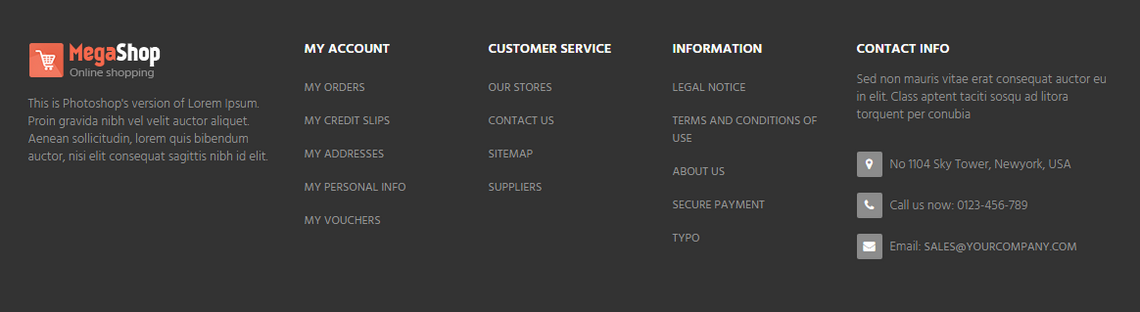 MegaShop
Online shopping
This is Photoshop's version of Lorem Ipsum.
Proin gravida nibh vel velit auctor aliquet.
Aenean sollicitudin, lorem quis bibendum
auctor, nisi elit consequat sagittis nibh id elit.
MY ACCOUNT
MY ORDERS
MY CREDIT SLIPS
MY ADDRESSES
MY PERSONAL INFO
MY VOUCHERS
CUSTOMER SERVICE
OUR STORES
CONTACT US
SITEMAP
SUPPLIERS
INFORMATION
LEGAL NOTICE
TERMS AND CONDITIONS OF
USE
ABOUT US
SECURE PAYMENT
TYPO
CONTACT INFO
Sed non mauris vitae erat consequat auctor eu
in elit. Class aptent taciti sosqu ad litora
torquent per conubia
No 1104 Sky Tower, Newyork, USA
Call us now: 0123-456-789
Email: SALES@YOURCOMPANY.COM